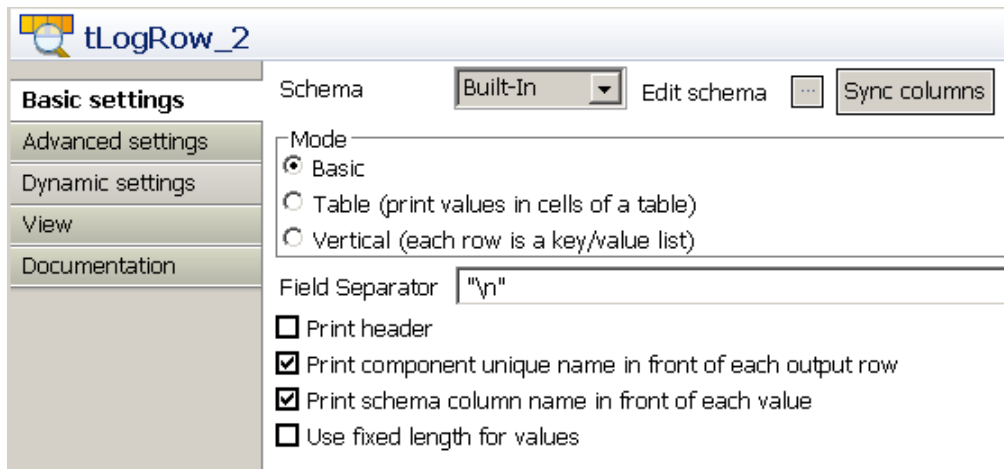 tLogRow_2
Basic settings
Advanced settings
Dynamic settings
View
Documentation
Schema Built-In Edit schema ... Sync columns
Mode
Basic
Table (print values in cells of a table)
Vertical (each row is a key/value list)
Field Separator "\n"
Print header
Print component unique name in front of each output row
Print schema column name in front of each value
Use fixed length for values